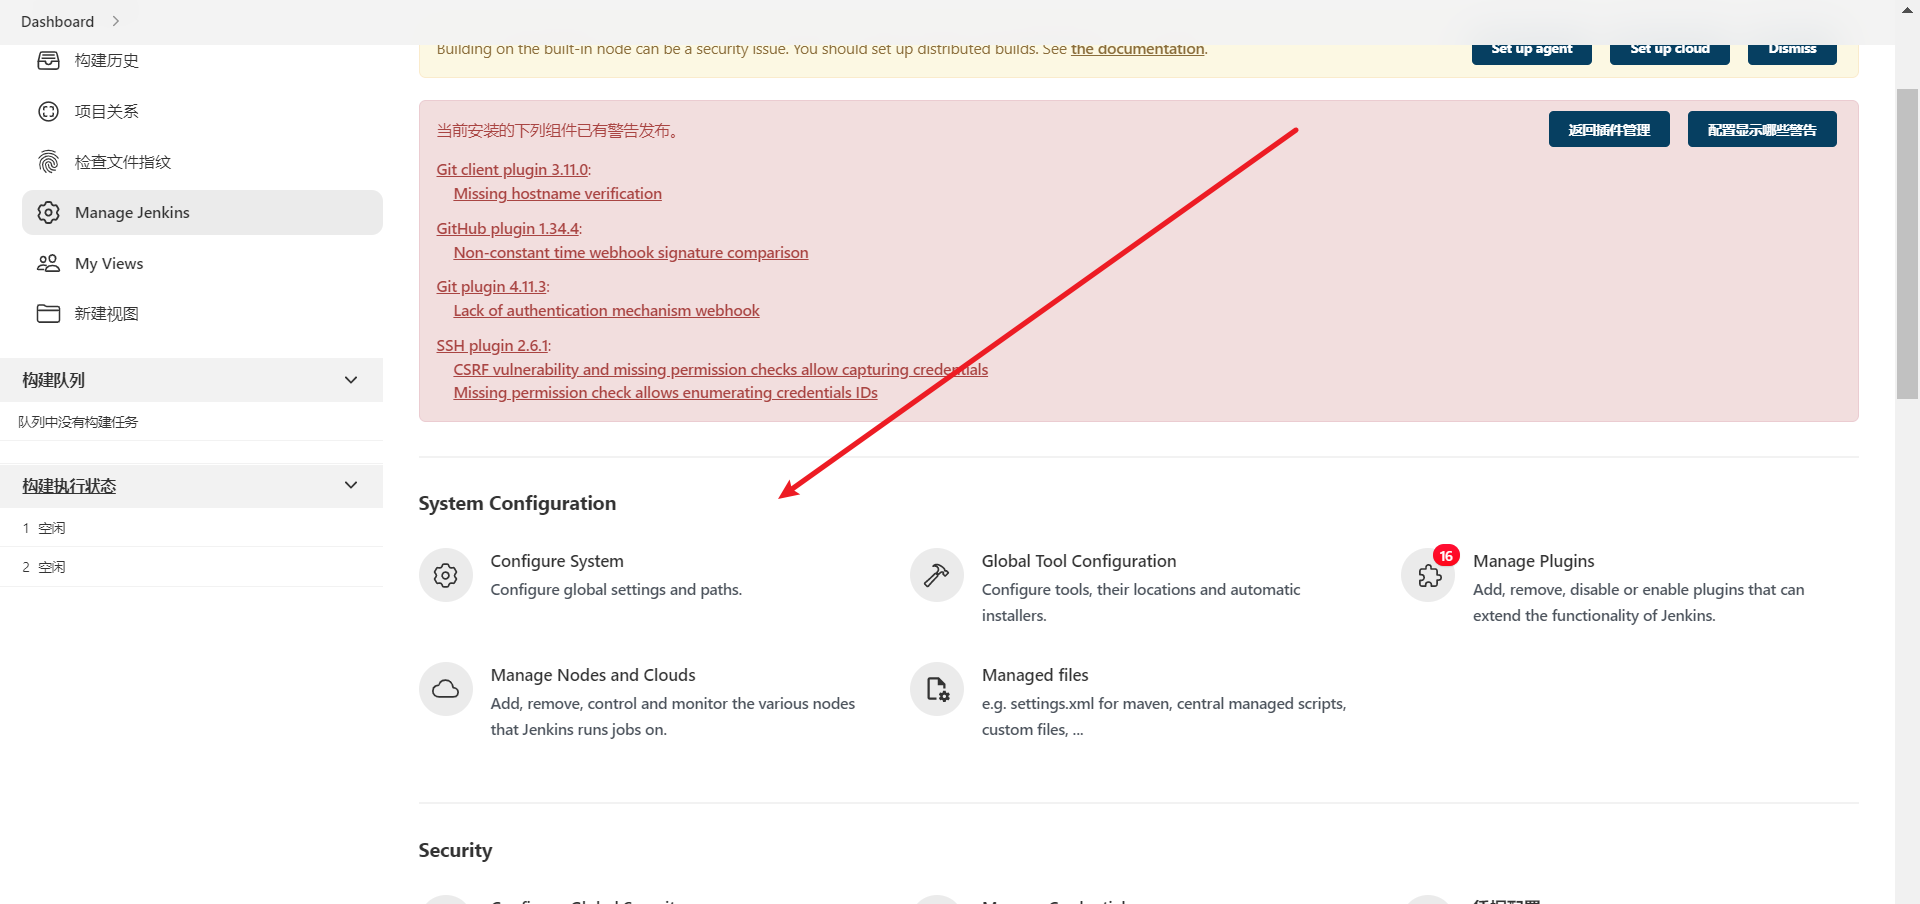 Dashboard
构建历史
项目关系
检查文件指纹
Manage Jenkins
My Views
新建视图
构建队列
队列中没有构建任务
构建执行状态
1 空闲
2 空闲
Building on the built-in node can be a security issue. You should set up distributed builds. See the documentation.
Set up agent
Set up cloud
Dismiss
当前安装的下列组件已有警告发布。
返回插件管理
配置显示哪些警告
Git client plugin 3.11.0:
Missing hostname verification
GitHub plugin 1.34.4:
Non-constant time webhook signature comparison
Git plugin 4.11.3:
Lack of authentication mechanism webhook
SSH plugin 2.6.1:
CSRF vulnerability and missing permission checks allow capturing credentials
Missing permission check allows enumerating credentials IDs
System Configuration
Configure System
Configure global settings and paths.
Global Tool Configuration
Configure tools, their locations and automatic
installers.
16
Manage Plugins
Add, remove, disable or enable plugins that can
extend the functionality of Jenkins.
Manage Nodes and Clouds
Add, remove, control and monitor the various nodes
that Jenkins runs jobs on.
Managed files
e.g. settings.xml for maven, central managed scripts,
custom files, ...
Security